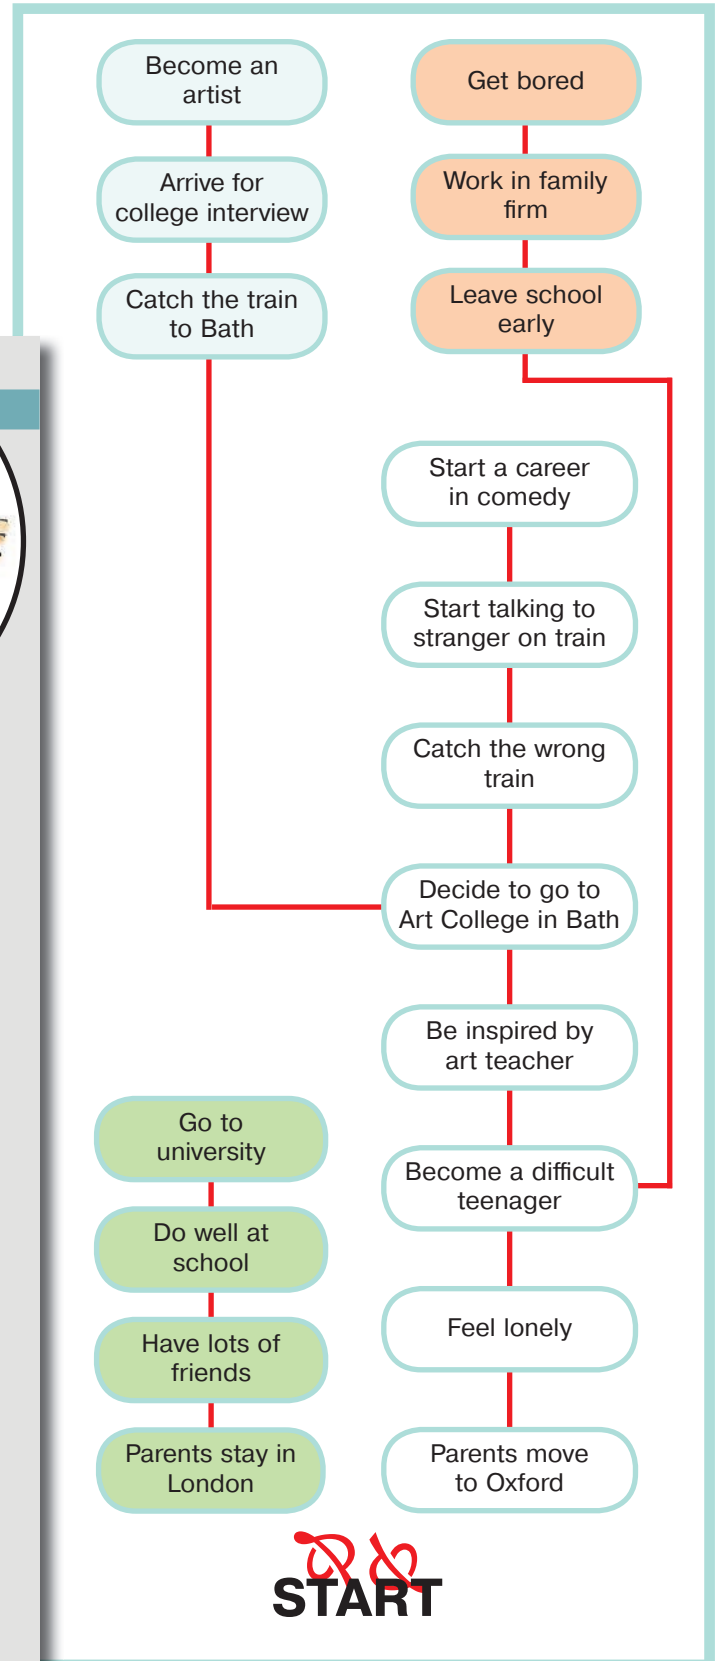 Become an
artist
Arrive for
college interview
Catch the train
to Bath
Get bored
Work in family
firm
Leave school
early
Start a career
in comedy
Start talking to
stranger on train
Catch the wrong
train
Decide to go to
Art College in Bath
Be inspired by
art teacher
Become a difficult
teenager
Feel lonely
Parents move
to Oxford
Go to
university
Do well at
school
Have lots of
friends
Parents stay in
London
START